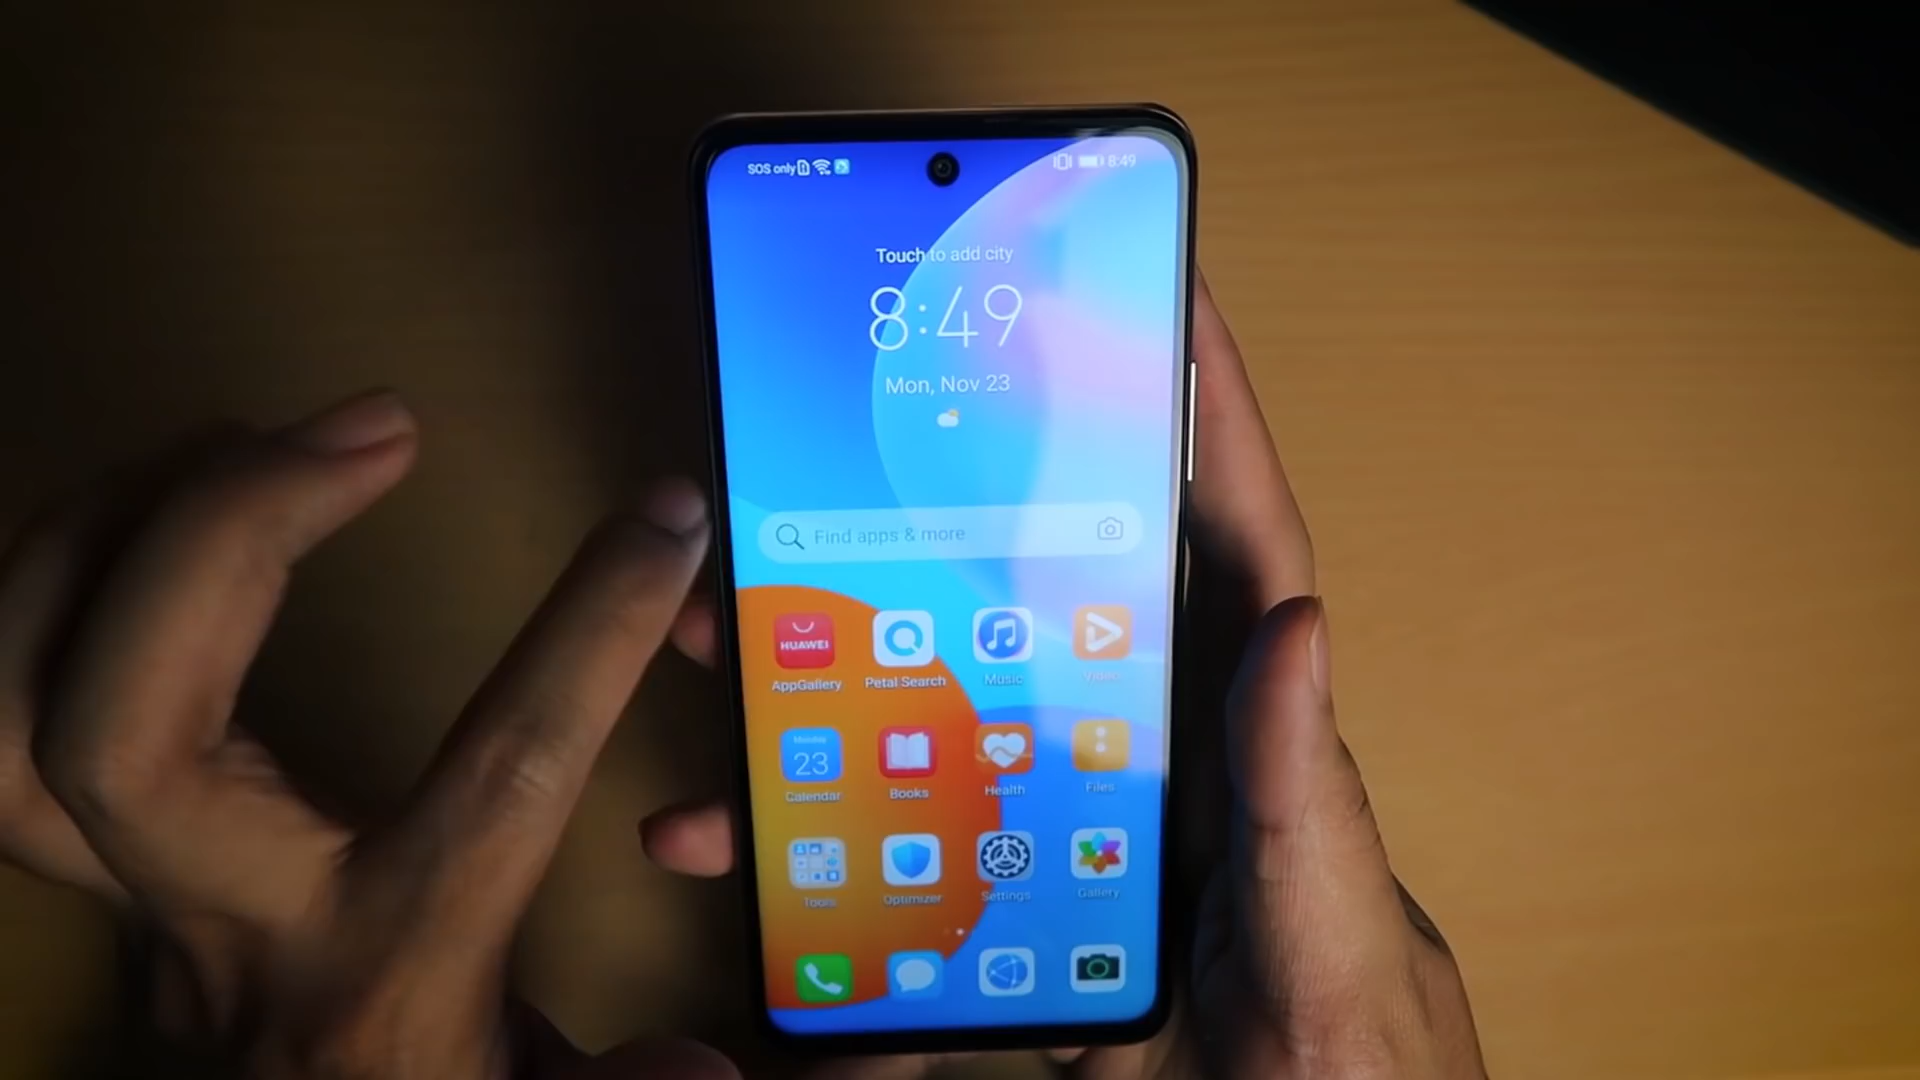 SOS only
8:49
Touch to add city
8:49
Mon, Nov 23
Find apps & more
HUAWEI
AppGallery Petal Search Music Video
Monday
23
Calendar Books Health Files
Tools Optimizer Settings Gallery